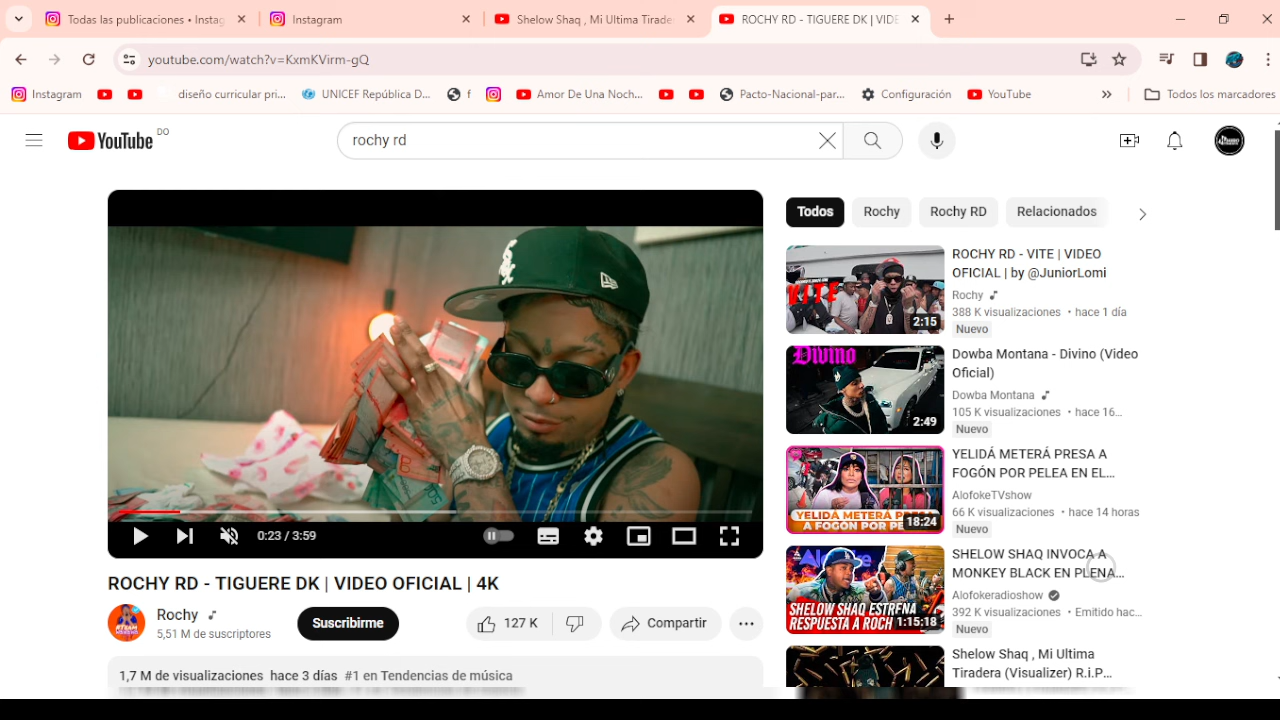 Todas las publicaciones • Instag
Instagram
Shelow Shaq , Mi Ultima Tirade
ROCHY RD - TIGUERE DK | VIDE
youtube.com/watch?v=KxmKVirm-gQ
Instagram
diseño curricular pri...
UNICEF República D...
f
Amor De Una Noch...
Pacto-Nacional-par...
Configuración
YouTube
Todos los marcadores
YouTube DO
rochy rd
Todos
Rochy
Rochy RD
Relacionados
ROCHY RD - VITE | VIDEO
OFICIAL | by @JuniorLomi
Rochy
388 K visualizaciones • hace 1 día
Nuevo
VITE
2:15
Divino
2:49
Dowba Montana - Divino (Video
Oficial)
Dowba Montana
105 K visualizaciones • hace 16...
Nuevo
YELIDÁ METERÁ PRESA A
FOGÓN POR PELEA EN EL...
AlofokeTVshow
66 K visualizaciones • hace 14 horas
Nuevo
YELIDÁ METERÁ PRESA
A FOGÓN POR PE
18:24
SHELOW SHAQ INVOCA A
MONKEY BLACK EN PLENA...
Alofokeradioshow
392 K visualizaciones • Emitido hac...
Nuevo
SHELOW SHAQ ESTRENA
RESPUESTA A ROCH
1:15:18
Shelow Shaq , Mi Ultima
Tiradera (Visualizer) R.i.P...
0:23 / 3:59
ROCHY RD - TIGUERE DK | VIDEO OFICIAL | 4K
Rochy
5,51 M de suscriptores
Suscribirme
127 K
Compartir
1,7 M de visualizaciones hace 3 días #1 en Tendencias de música